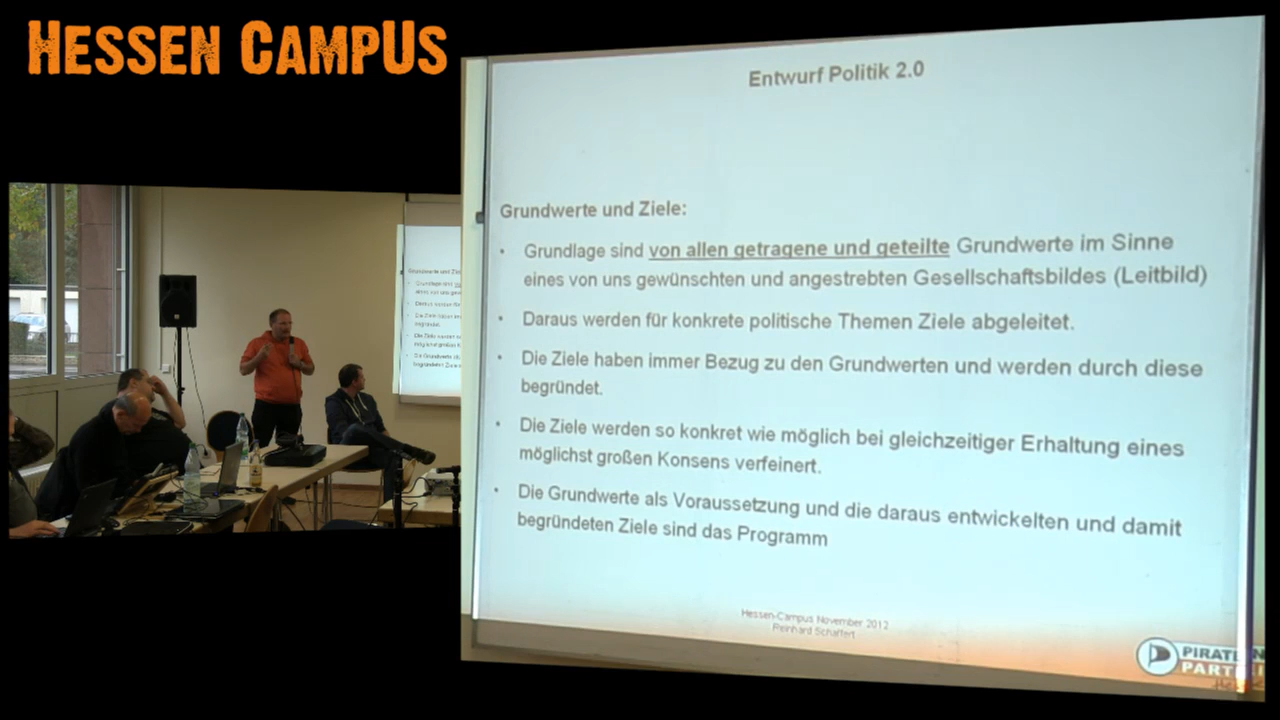 HESSEN CAMPUS
Entwurf Politik 2.0
Grundwerte und Ziele:
• Grundlage sind von allen getragene und geteilte Grundwerte im Sinne
eines von uns gewünschten und angestrebten Gesellschaftsbildes (Leitbild)
• Daraus werden für konkrete politische Themen Ziele abgeleitet.
• Die Ziele haben immer Bezug zu den Grundwerten und werden durch diese
begründet.
• Die Ziele werden so konkret wie möglich bei gleichzeitiger Erhaltung eines
möglichst großen Konsens verfeinert.
• Die Grundwerte als Voraussetzung und die daraus entwickelten und damit
begründeten Ziele sind das Programm
Hessen-Campus November 2012
Reinhard Schaffert
PIRATEN
PARTEI